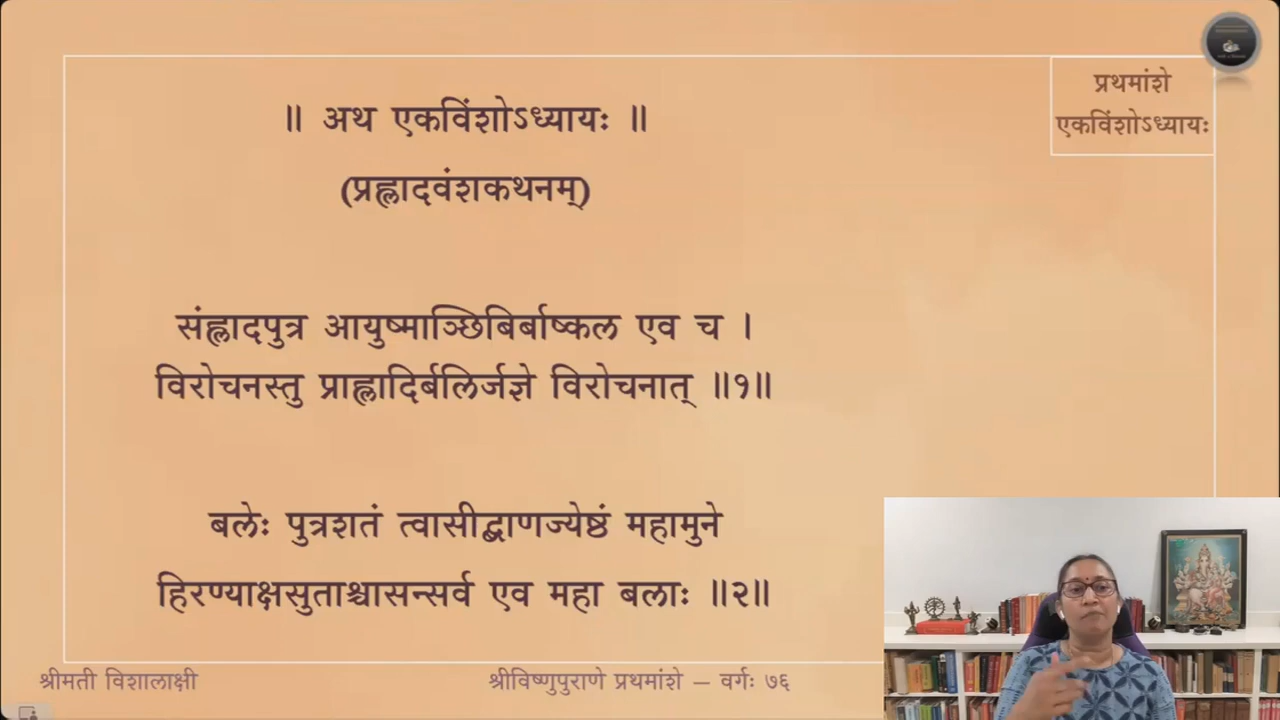 ॥ अथ एकविंशोऽध्यायः ॥
(प्रह्लादवंशकथनम्)
प्रथमांशे
एकविंशोऽध्यायः
संह्लादपुत्र आयुष्माञ्छिबिर्बाष्कल एव च ।
विरोचनस्तु प्राह्लादिर्बलिर्जज्ञे विरोचनात् ॥१॥
बलेः पुत्रशतं त्वासीद्बाणज्येष्ठं महामुने
हिरण्याक्षसुताश्चासन्सर्व एव महा बलाः ॥२॥
श्रीमती विशालाक्षी
श्रीविष्णुपुराणे प्रथमांशे – वर्गः ७६